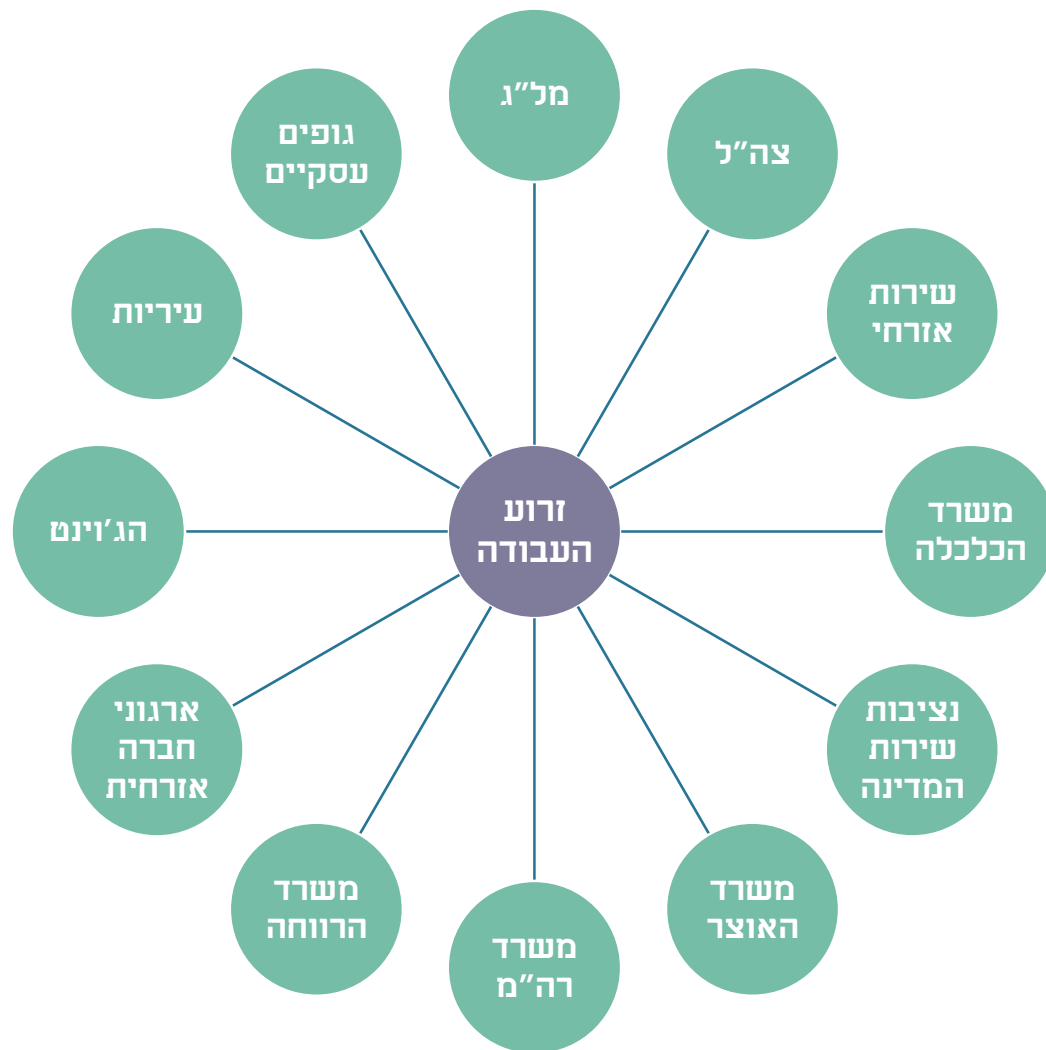 מל"ג
צה"ל
שירות
אזרחי
משרד
הכלכלה
נציבות
שירות
המדינה
משרד
האוצר
משרד
רה"מ
משרד
הרווחה
ארגוני
חברה
אזרחית
הג'וינט
עיריות
גופים
עסקיים
זרוע
העבודה